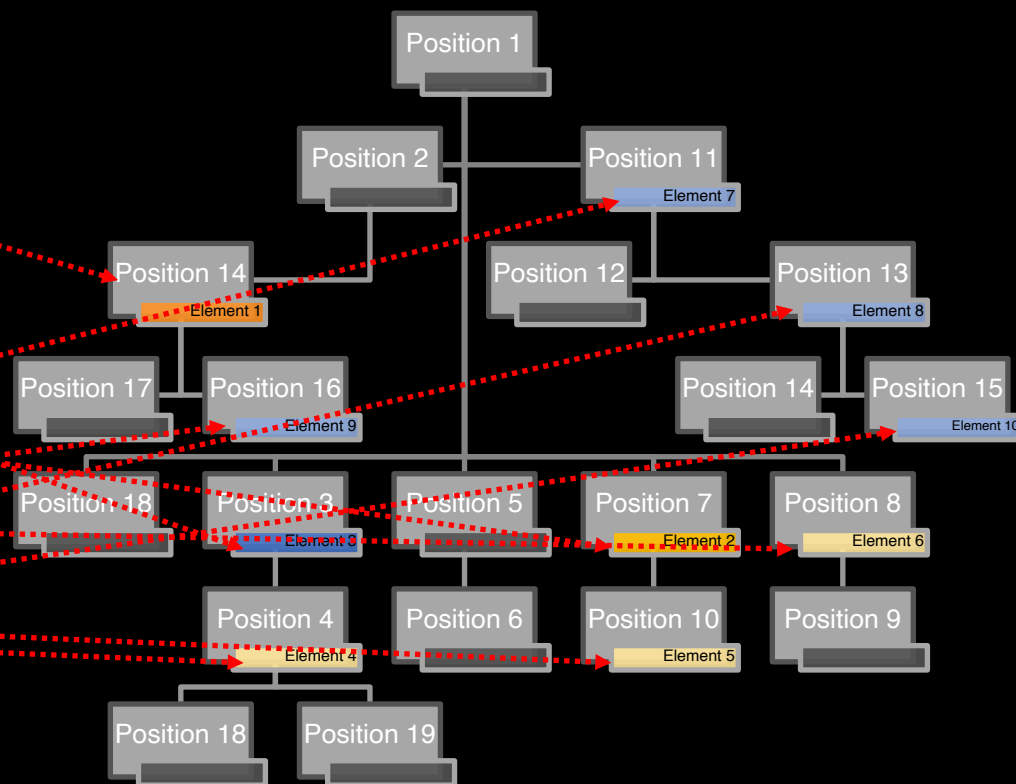 Position 1
Position 2
Position 11
Element 7
Position 14
Position 12
Position 13
Element 1
Element 8
Position 17
Position 16
Position 14
Position 15
Element 9
Element 10
Position 18
Position 3
Position 5
Position 7
Position 8
Element 3
Element 2
Element 6
Position 4
Position 6
Position 10
Position 9
Element 4
Element 5
Position 18
Position 19